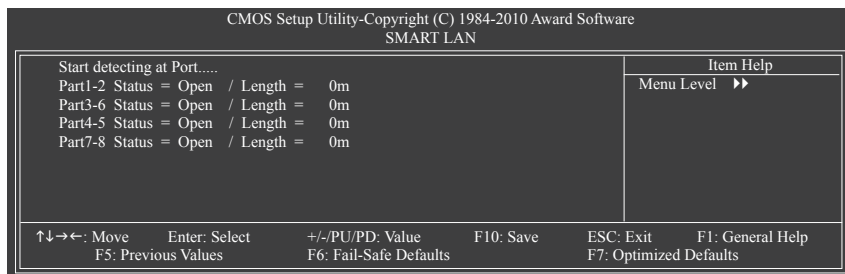 CMOS Setup Utility-Copyright (C) 1984-2010 Award Software
SMART LAN
Start detecting at Port.....
Part1-2 Status = Open / Length = 0m
Part3-6 Status = Open / Length = 0m
Part4-5 Status = Open / Length = 0m
Part7-8 Status = Open / Length = 0m
Item Help
Menu Level ▶▶
↑↓→←: Move Enter: Select +/-/PU/PD: Value F10: Save ESC: Exit F1: General Help
F5: Previous Values F6: Fail-Safe Defaults F7: Optimized Defaults